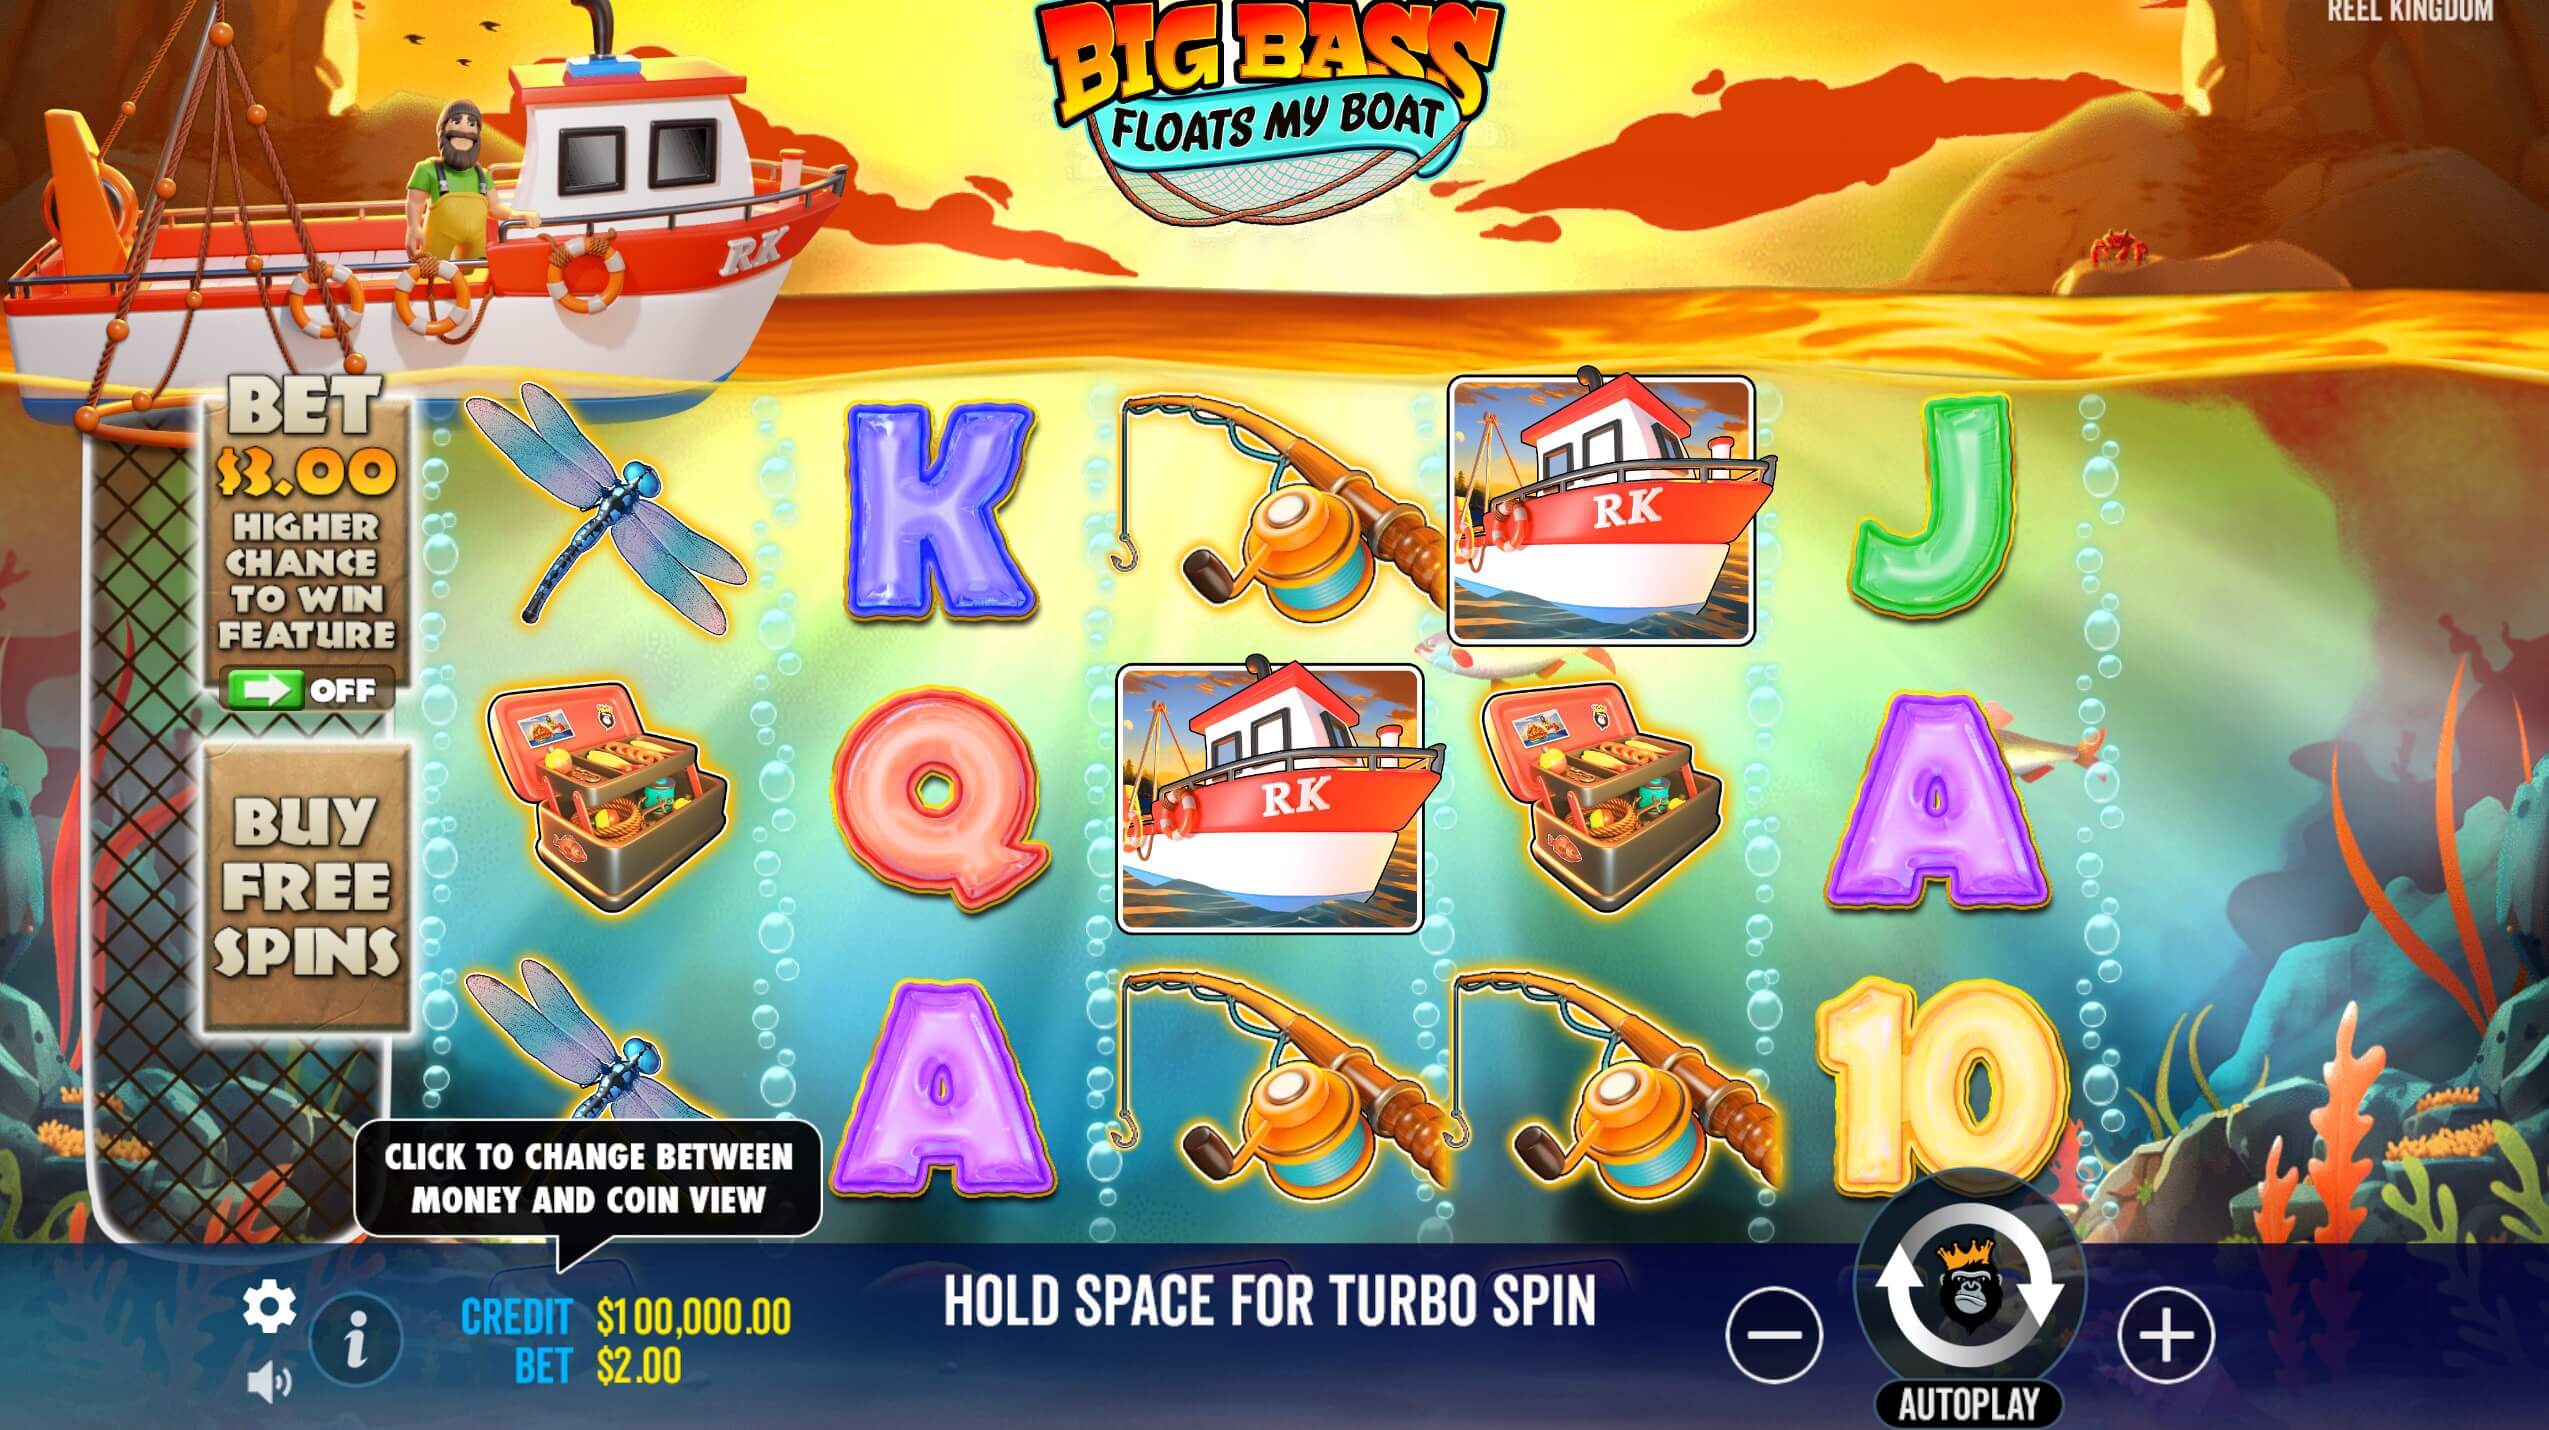 REEL KINGDOM
BIG BASS
FLOATS MY BOAT
RK
BET
$3.00
HIGHER
CHANCE
TO WIN
FEATURE
OFF
BUY
FREE
SPINS
K
RK
J
Q
RK
A
A
10
CLICK TO CHANGE BETWEEN
MONEY AND COIN VIEW
i
CREDIT $100,000.00
BET $2.00
HOLD SPACE FOR TURBO SPIN
AUTOPLAY